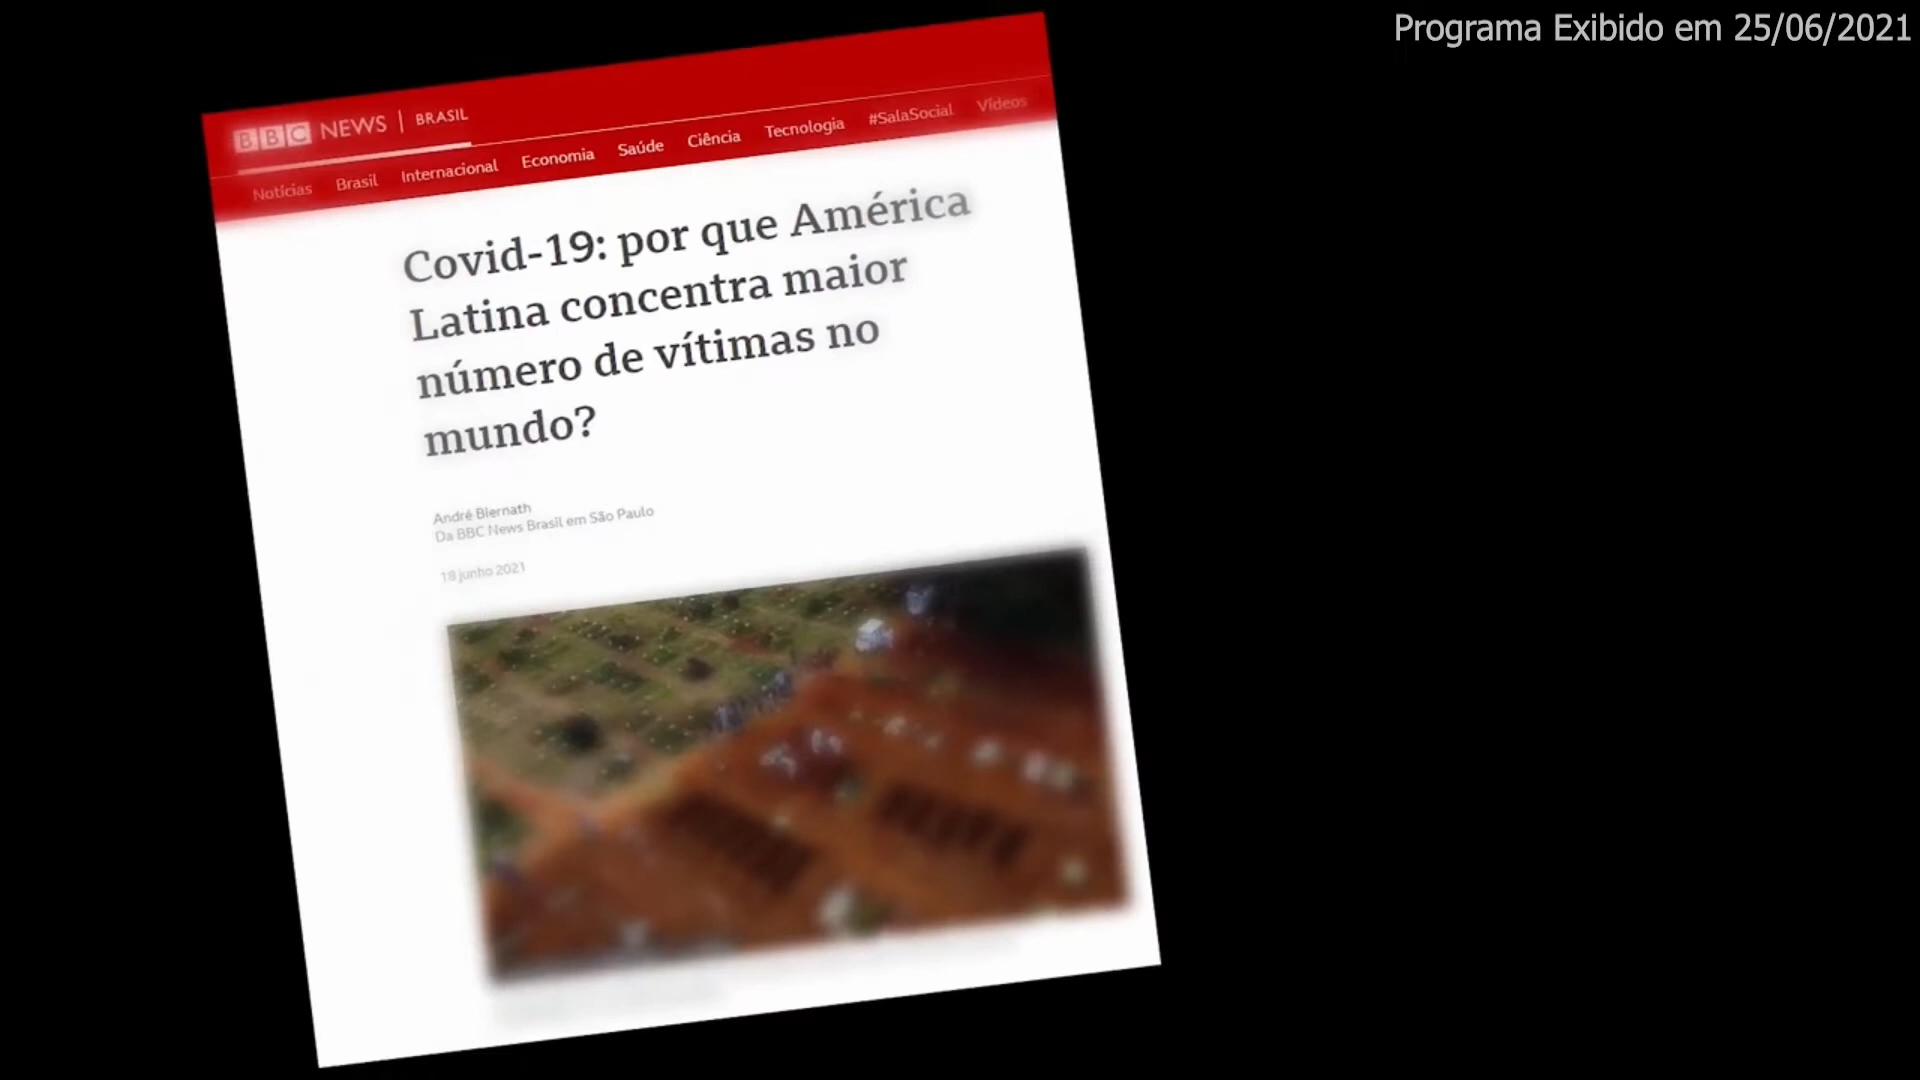 Programa Exibido em 25/06/2021
BBC NEWS | BRASIL
Notícias Brasil Internacional Economia Saúde Ciência Tecnologia #SalaSocial Vídeos
Covid-19: por que América
Latina concentra maior
número de vítimas no
mundo?
André Biernath
Da BBC News Brasil em São Paulo
18 junho 2021